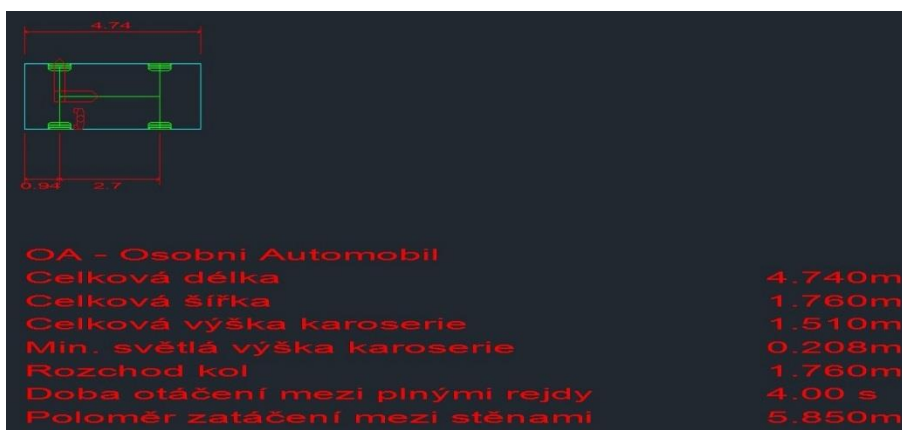 4.74
0.94 2.7
OA - Osobní Automobil
Celková délka 4.740m
Celková šířka 1.760m
Celková výška karoserie 1.510m
Min. světlá výška karoserie 0.208m
Rozchod kol 1.760m
Doba otáčení mezi plnými rejdy 4.00 s
Poloměr zatáčení mezi stěnami 5.850m